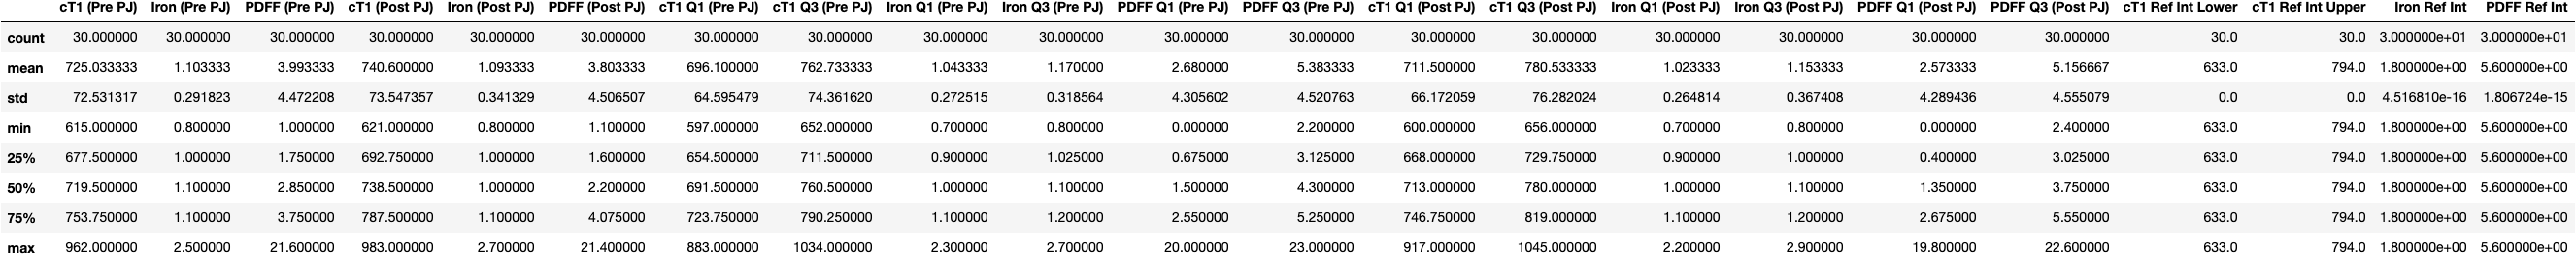 cT1 (Pre PJ) Iron (Pre PJ) PDFF (Pre PJ) cT1 (Post PJ) Iron (Post PJ) PDFF (Post PJ) cT1 Q1 (Pre PJ) cT1 Q3 (Pre PJ) Iron Q1 (Pre PJ) Iron Q3 (Pre PJ) PDFF Q1 (Pre PJ) PDFF Q3 (Pre PJ) cT1 Q1 (Post PJ) cT1 Q3 (Post PJ) Iron Q1 (Post PJ) Iron Q3 (Post PJ) PDFF Q1 (Post PJ) PDFF Q3 (Post PJ) cT1 Ref Int Lower cT1 Ref Int Upper Iron Ref Int PDFF Ref Int
count 30.000000 30.000000 30.000000 30.000000 30.000000 30.000000 30.000000 30.000000 30.000000 30.000000 30.000000 30.000000 30.000000 30.000000 30.000000 30.000000 30.000000 30.000000 30.0 30.0 3.000000e+01 3.000000e+01
mean 725.033333 1.103333 3.993333 740.600000 1.093333 3.803333 696.100000 762.733333 1.043333 1.170000 2.680000 5.383333 711.500000 780.533333 1.023333 1.153333 2.573333 5.156667 633.0 794.0 1.800000e+00 5.600000e+00
std 72.531317 0.291823 4.472208 73.547357 0.341329 4.506507 64.595479 74.361620 0.272515 0.318564 4.305602 4.520763 66.172059 76.282024 0.264814 0.367408 4.289436 4.555079 0.0 0.0 4.516810e-16 1.806724e-15
min 615.000000 0.800000 1.000000 621.000000 0.800000 1.100000 597.000000 652.000000 0.700000 0.800000 0.000000 2.200000 600.000000 656.000000 0.700000 0.800000 0.000000 2.400000 633.0 794.0 1.800000e+00 5.600000e+00
25% 677.500000 1.000000 1.750000 692.750000 1.000000 1.600000 654.500000 711.500000 0.900000 1.025000 0.675000 3.125000 668.000000 729.750000 0.900000 1.000000 0.400000 3.025000 633.0 794.0 1.800000e+00 5.600000e+00
50% 719.500000 1.100000 2.850000 738.500000 1.000000 2.200000 691.500000 760.500000 1.000000 1.100000 1.500000 4.300000 713.000000 780.000000 1.000000 1.100000 1.350000 3.750000 633.0 794.0 1.800000e+00 5.600000e+00
75% 753.750000 1.100000 3.750000 787.500000 1.100000 4.075000 723.750000 790.250000 1.100000 1.200000 2.550000 5.250000 746.750000 819.000000 1.100000 1.200000 2.675000 5.550000 633.0 794.0 1.800000e+00 5.600000e+00
max 962.000000 2.500000 21.600000 983.000000 2.700000 21.400000 883.000000 1034.000000 2.300000 2.700000 20.000000 23.000000 917.000000 1045.000000 2.200000 2.900000 19.800000 22.600000 633.0 794.0 1.800000e+00 5.600000e+00